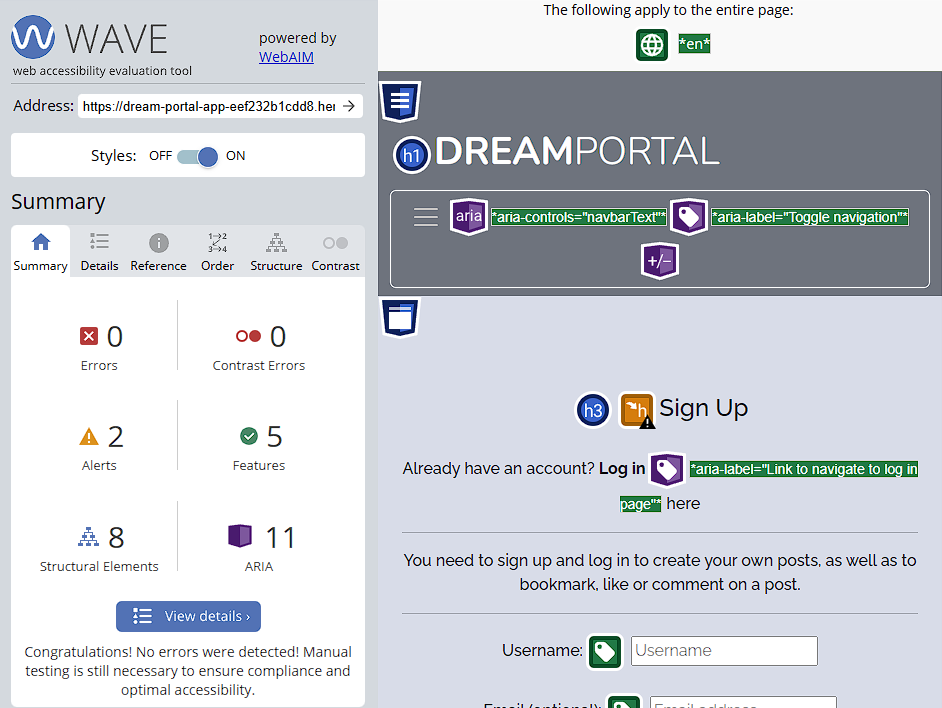 WAVE
web accessibility evaluation tool
powered by
WebAIM
Address: https://dream-portal-app-eef232b1cdd8.her
Styles: OFF ON
Summary
Summary Details Reference Order Structure Contrast
0 Errors
0 Contrast Errors
2 Alerts
5 Features
8 Structural Elements
11 ARIA
View details ›
Congratulations! No errors were detected! Manual
testing is still necessary to ensure compliance and
optimal accessibility.
The following apply to the entire page:
*en*
h1 DREAMPORTAL
aria *aria-controls="navbarText"* *aria-label="Toggle navigation"*
+/−
h3 h Sign Up
Already have an account? Log in *aria-label="Link to navigate to log in
page"* here
You need to sign up and log in to create your own posts, as well as to
bookmark, like or comment on a post.
Username: Username
Email (optional): Email address